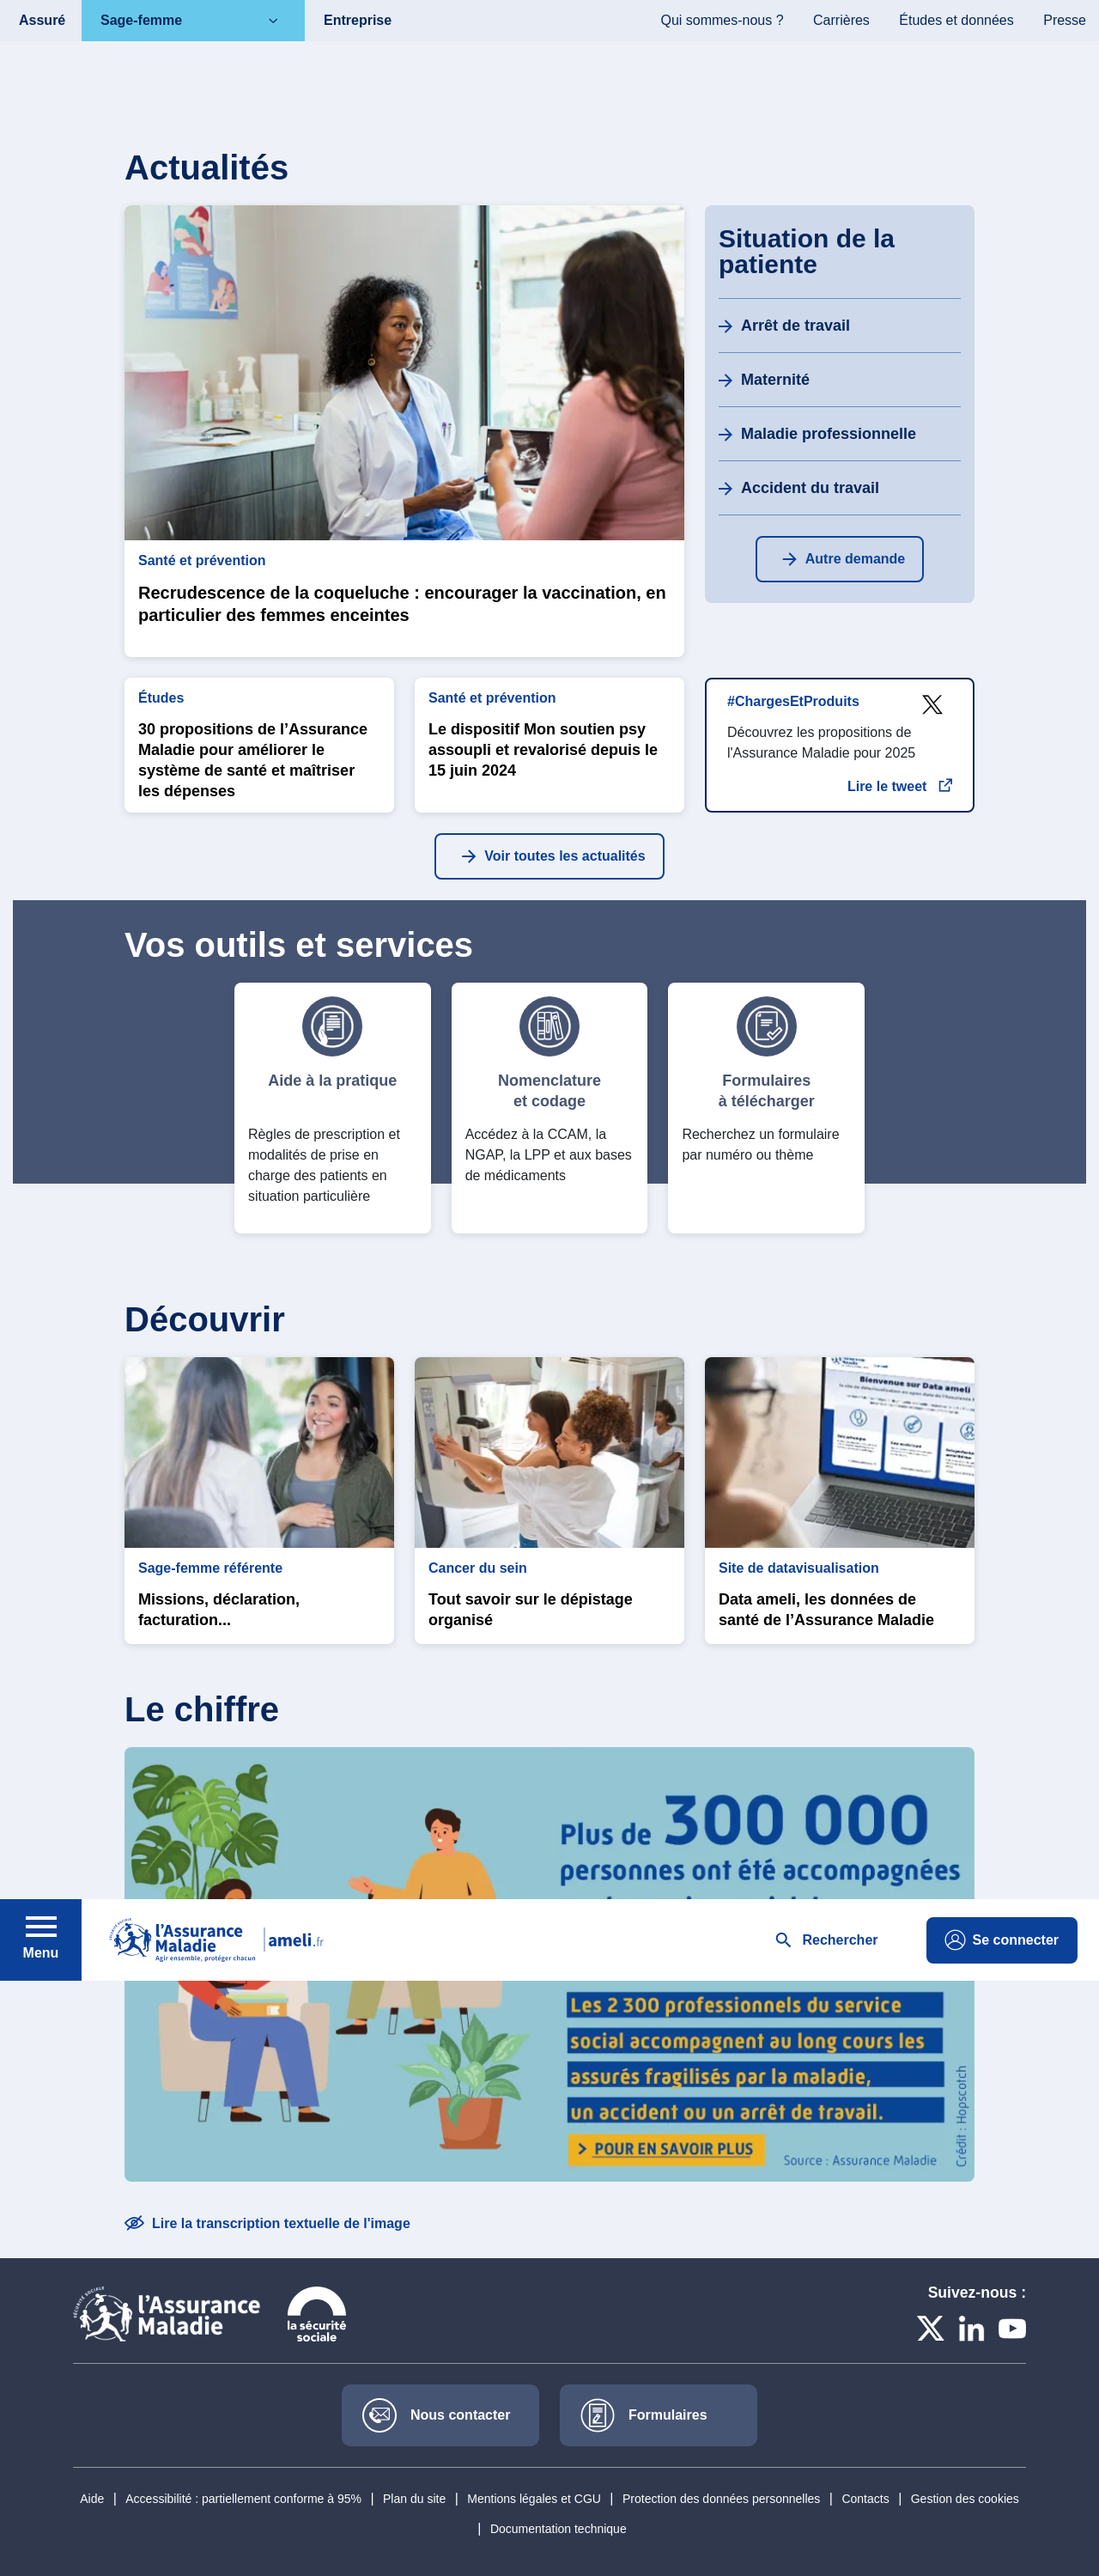 Assuré
Sage-femme
Entreprise
Qui sommes-nous ?
Carrières
Études et données
Presse
Actualités
Santé et prévention
Recrudescence de la coqueluche : encourager la vaccination, en
particulier des femmes enceintes
Situation de la
patiente
Arrêt de travail
Maternité
Maladie professionnelle
Accident du travail
Autre demande
Études
30 propositions de l’Assurance
Maladie pour améliorer le
système de santé et maîtriser
les dépenses
Santé et prévention
Le dispositif Mon soutien psy
assoupli et revalorisé depuis le
15 juin 2024
#ChargesEtProduits
Découvrez les propositions de
l'Assurance Maladie pour 2025
Lire le tweet
Voir toutes les actualités
Vos outils et services
Aide à la pratique
Règles de prescription et
modalités de prise en
charge des patients en
situation particulière
Nomenclature
et codage
Accédez à la CCAM, la
NGAP, la LPP et aux bases
de médicaments
Formulaires
à télécharger
Recherchez un formulaire
par numéro ou thème
Découvrir
Bienvenue sur Data ameli
Sage-femme référente
Missions, déclaration,
facturation...
Cancer du sein
Tout savoir sur le dépistage
organisé
Site de datavisualisation
Data ameli, les données de
santé de l’Assurance Maladie
Le chiffre
Plus de 300 000
personnes ont été accompagnées
Menu
l'Assurance
Maladie
Agir ensemble, protéger chacun
ameli.fr
Rechercher
Se connecter
Les 2 300 professionnels du service
social accompagnent au long cours les
assurés fragilisés par la maladie,
un accident ou un arrêt de travail.
POUR EN SAVOIR PLUS
Source : Assurance Maladie
Crédit : Hopscotch
Lire la transcription textuelle de l'image
SÉCURITÉ SOCIALE
l'Assurance
Maladie
la sécurité
sociale
Suivez-nous :
Nous contacter
Formulaires
Aide | Accessibilité : partiellement conforme à 95% | Plan du site | Mentions légales et CGU | Protection des données personnelles | Contacts | Gestion des cookies
| Documentation technique